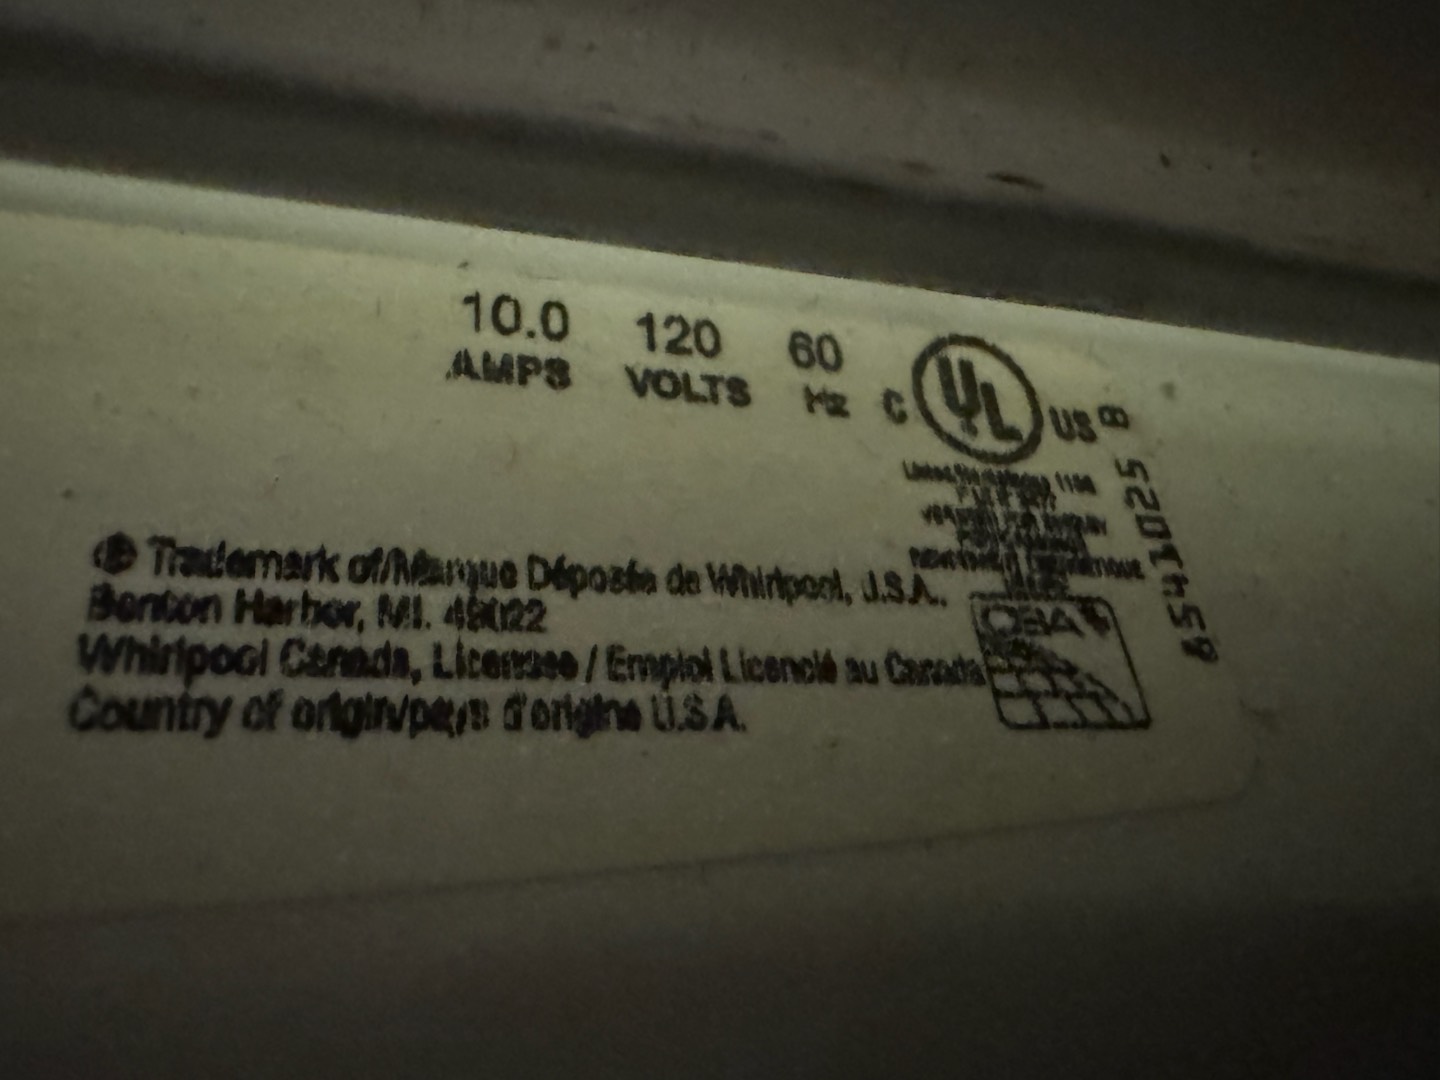 10.0 120 60
AMPS VOLTS Hz C UL US
® Trademark of/Marque Déposée de Whirlpool, U.S.A.
Benton Harbor, MI. 49022
Whirlpool Canada, Licensee / Emploi Licencié au Canada
Country of origin/pays d'origine U.S.A.
8541025 B